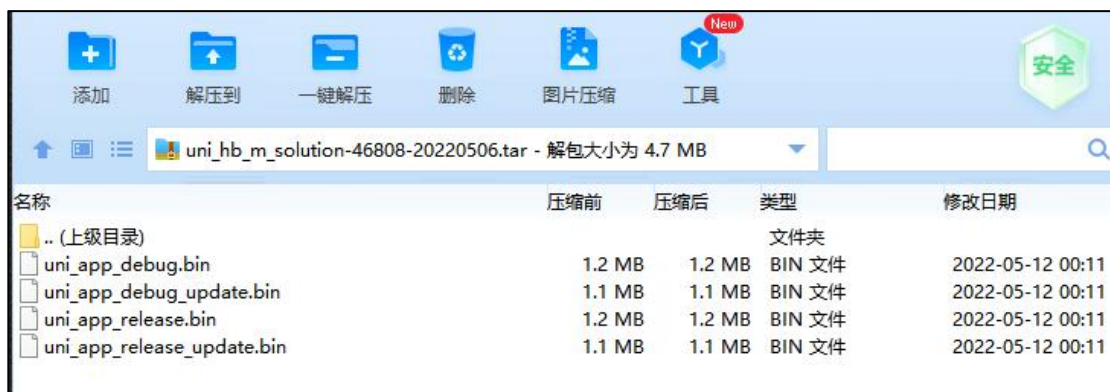 New
添加 解压到 一键解压 删除 图片压缩 工具 安全
uni_hb_m_solution-46808-20220506.tar - 解包大小为 4.7 MB
名称 压缩前 压缩后 类型 修改日期
.. (上级目录) 文件夹
uni_app_debug.bin 1.2 MB 1.2 MB BIN 文件 2022-05-12 00:11
uni_app_debug_update.bin 1.1 MB 1.1 MB BIN 文件 2022-05-12 00:11
uni_app_release.bin 1.2 MB 1.2 MB BIN 文件 2022-05-12 00:11
uni_app_release_update.bin 1.1 MB 1.1 MB BIN 文件 2022-05-12 00:11